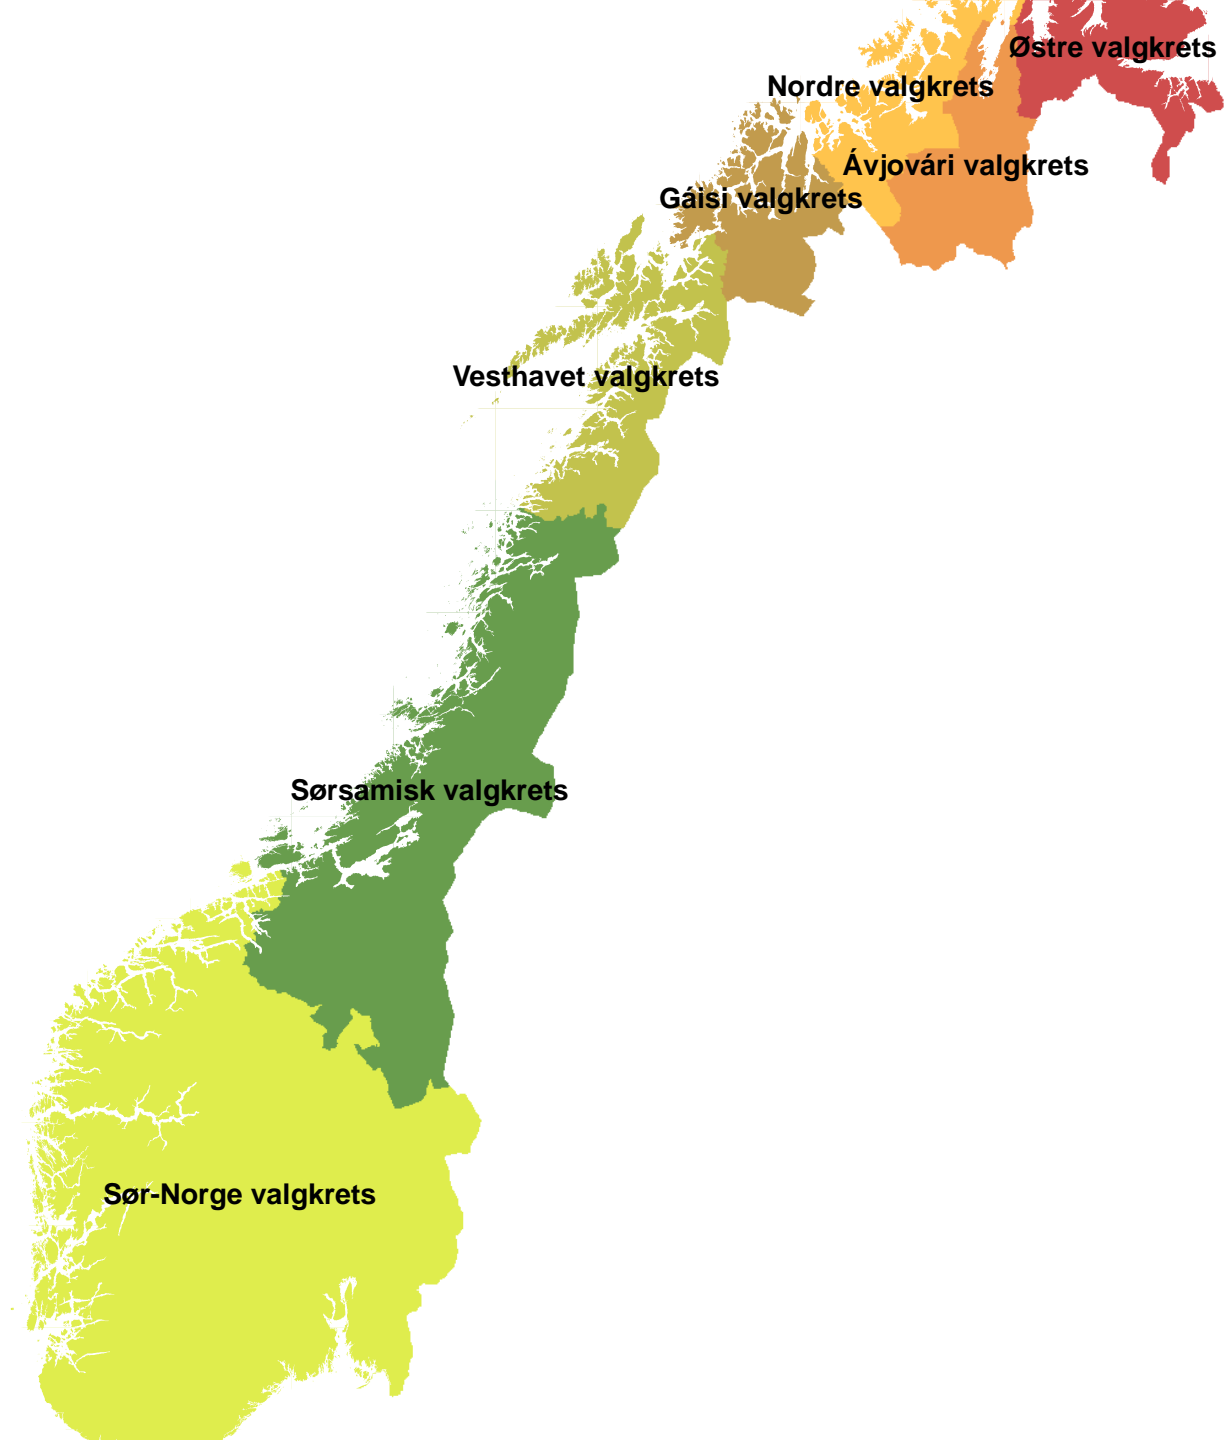 Østre valgkrets
Nordre valgkrets
Ávjovári valgkrets
Gáisi valgkrets
Vesthavet valgkrets
Sørsamisk valgkrets
Sør-Norge valgkrets